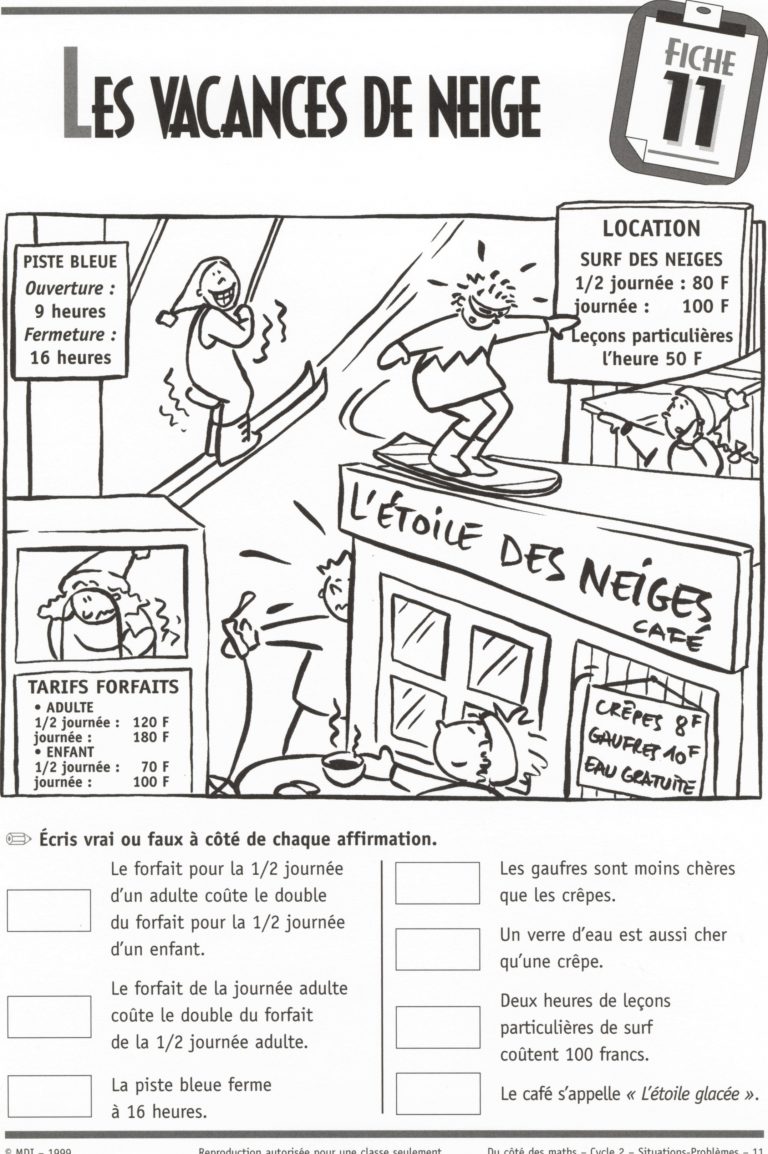 LES VACANCES DE NEIGE
FICHE
11
PISTE BLEUE
Ouverture :
9 heures
Fermeture :
16 heures
LOCATION
SURF DES NEIGES
1/2 journée : 80 F
journée : 100 F
Leçons particulières
l'heure 50 F
L'ÉTOILE DES NEIGES
CAFÉ
TARIFS FORFAITS
• ADULTE
1/2 journée : 120 F
journée : 180 F
• ENFANT
1/2 journée : 70 F
journée : 100 F
CRÊPES 8F
GAUFRES 10F
EAU GRATUITE
Écris vrai ou faux à côté de chaque affirmation.
Le forfait pour la 1/2 journée
d'un adulte coûte le double
du forfait pour la 1/2 journée
d'un enfant.
Le forfait de la journée adulte
coûte le double du forfait
de la 1/2 journée adulte.
La piste bleue ferme
à 16 heures.
Les gaufres sont moins chères
que les crêpes.
Un verre d'eau est aussi cher
qu'une crêpe.
Deux heures de leçons
particulières de surf
coûtent 100 francs.
Le café s'appelle « L'étoile glacée ».
© MDI – 1999 Reproduction autorisée pour une classe seulement Du côté des maths – Cycle 2 – Situations-Problèmes – 11